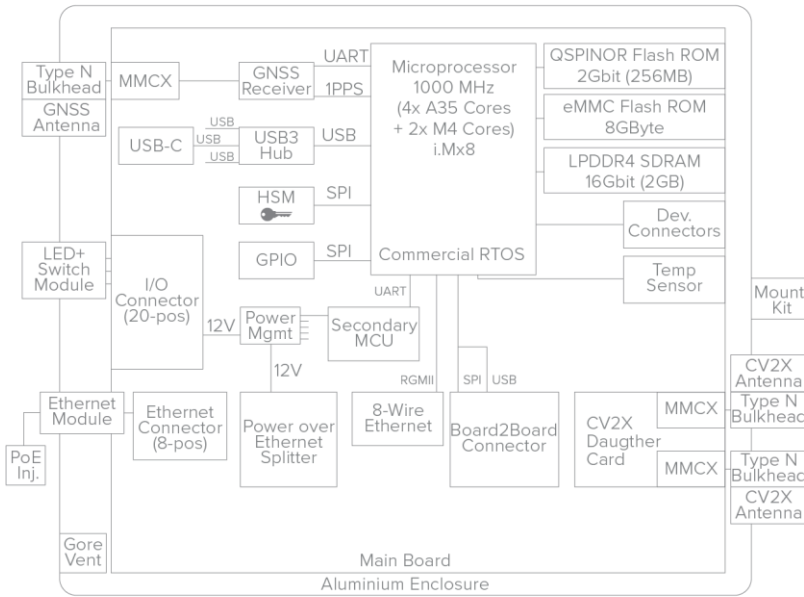 Type N
Bulkhead
GNSS
Antenna
MMCX
GNSS
Receiver
UART
1PPS
Microprocessor
1000 MHz
(4x A35 Cores
+ 2x M4 Cores)
i.Mx8
Commercial RTOS
QSPINOR Flash ROM
2Gbit (256MB)
eMMC Flash ROM
8GByte
LPDDR4 SDRAM
16Gbit (2GB)
Dev.
Connectors
Temp
Sensor
USB-C
USB
USB
USB
USB3
Hub
USB
HSM
SPI
GPIO
SPI
LED+
Switch
Module
I/O
Connector
(20-pos)
12V
Power
Mgmt
12V
UART
Secondary
MCU
RGMII
SPI
USB
Mount
Kit
Ethernet
Module
PoE
Inj.
Ethernet
Connector
(8-pos)
Power over
Ethernet
Splitter
8-Wire
Ethernet
Board2Board
Connector
CV2X
Daugther
Card
MMCX
MMCX
CV2X
Antenna
Type N
Bulkhead
Type N
Bulkhead
CV2X
Antenna
Gore
Vent
Main Board
Aluminium Enclosure